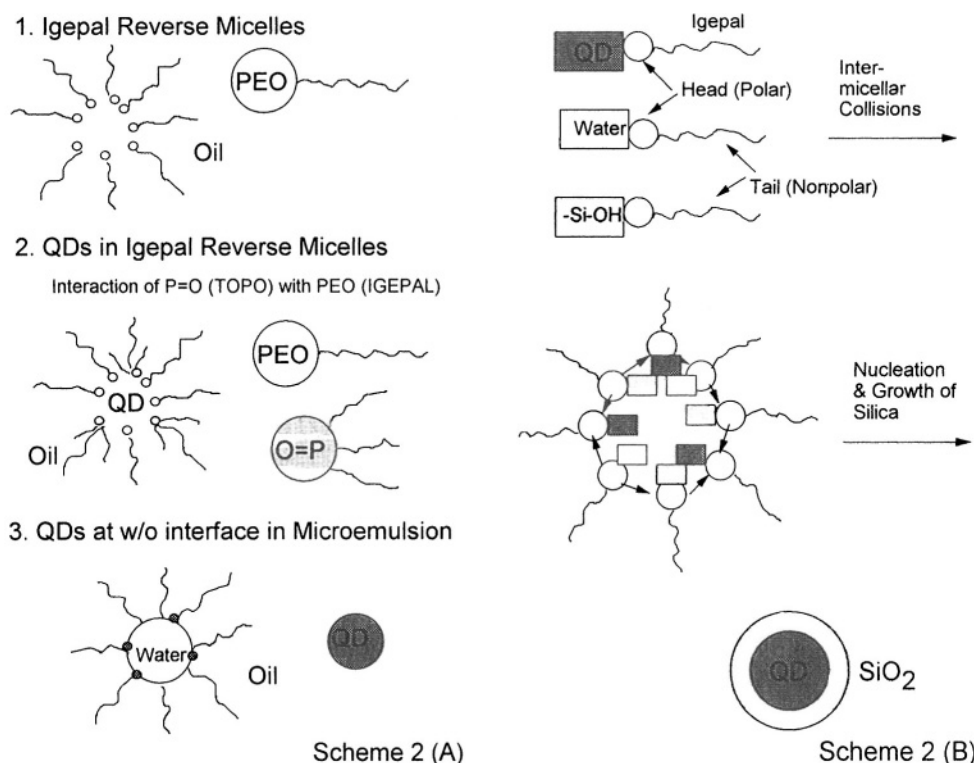 1. Igepal Reverse Micelles
PEO
Oil
2. QDs in Igepal Reverse Micelles
Interaction of P=O (TOPO) with PEO (IGEPAL)
PEO
QD
O=P
Oil
3. QDs at w/o interface in Microemulsion
Water
QD
Oil
Scheme 2 (A)
Igepal
QD
Head (Polar)
Water
Tail (Nonpolar)
-Si-OH
Inter-
micellar
Collisions
Nucleation
& Growth of
Silica
QD
SiO₂
Scheme 2 (B)